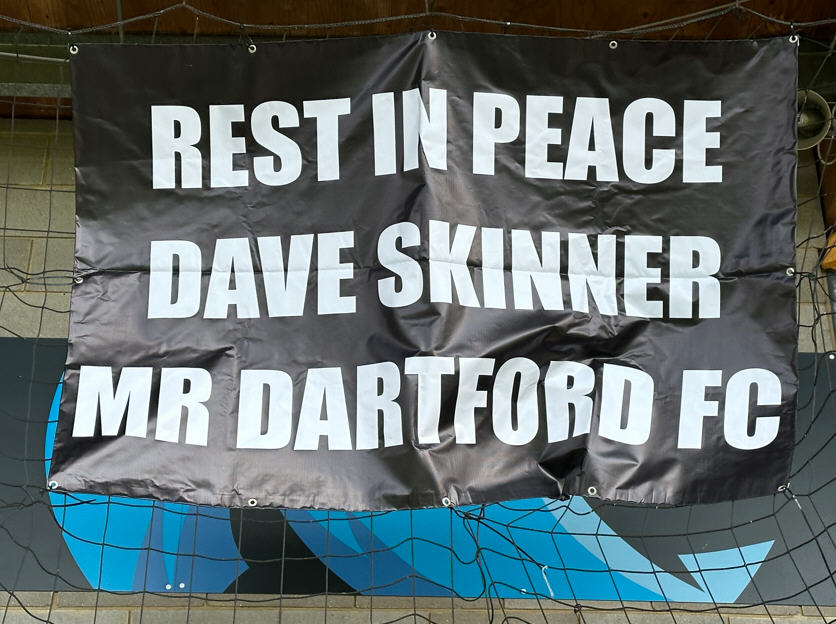 REST IN PEACE
DAVE SKINNER
MR DARTFORD FC